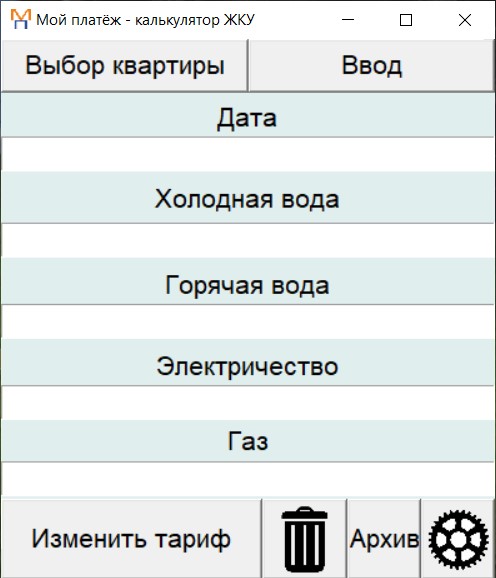 Мой платёж - калькулятор ЖКУ
Выбор квартиры Ввод
Дата
Холодная вода
Горячая вода
Электричество
Газ
Изменить тариф Архив